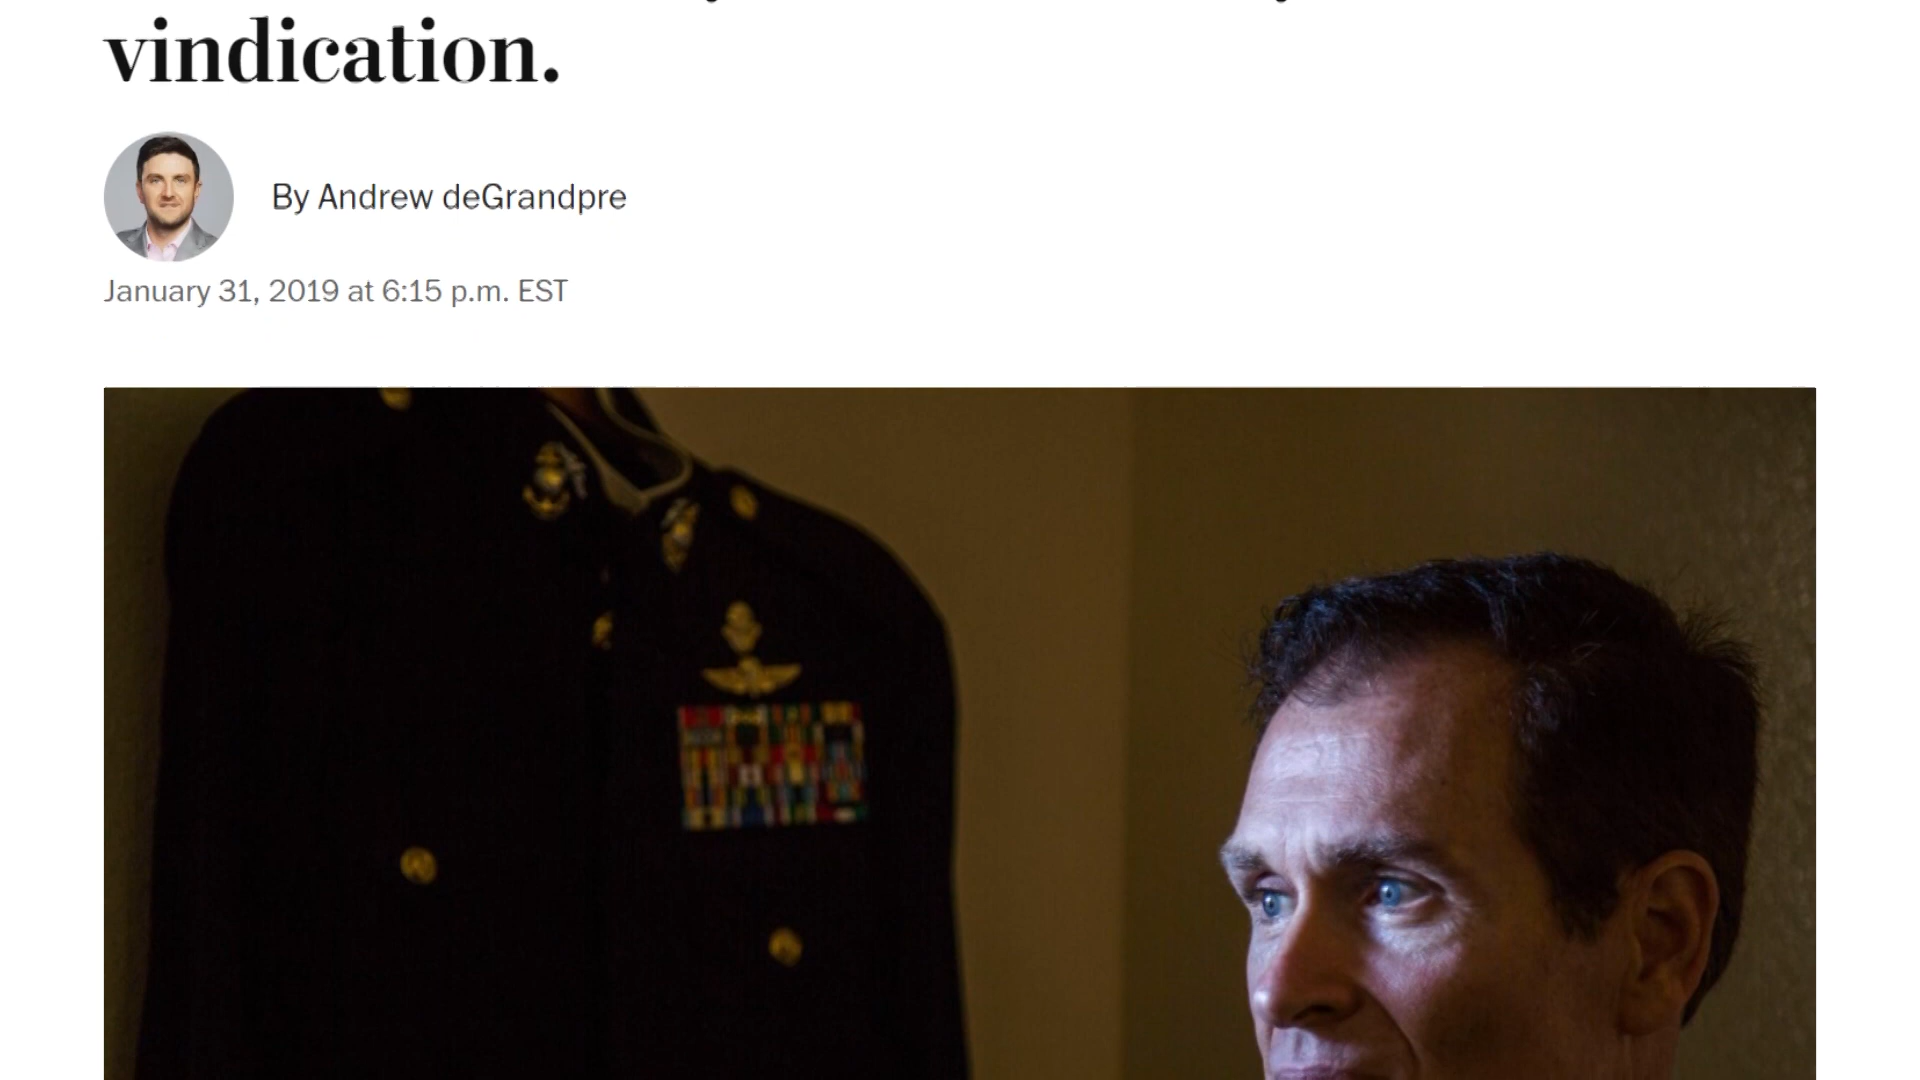 vindication.
By Andrew deGrandpre
January 31, 2019 at 6:15 p.m. EST